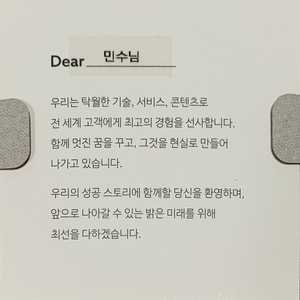 Dear 민수님
우리는 탁월한 기술, 서비스, 콘텐츠로
전 세계 고객에게 최고의 경험을 선사합니다.
함께 멋진 꿈을 꾸고, 그것을 현실로 만들어
나가고 있습니다.
우리의 성공 스토리에 함께할 당신을 환영하며,
앞으로 나아갈 수 있는 밝은 미래를 위해
최선을 다하겠습니다.